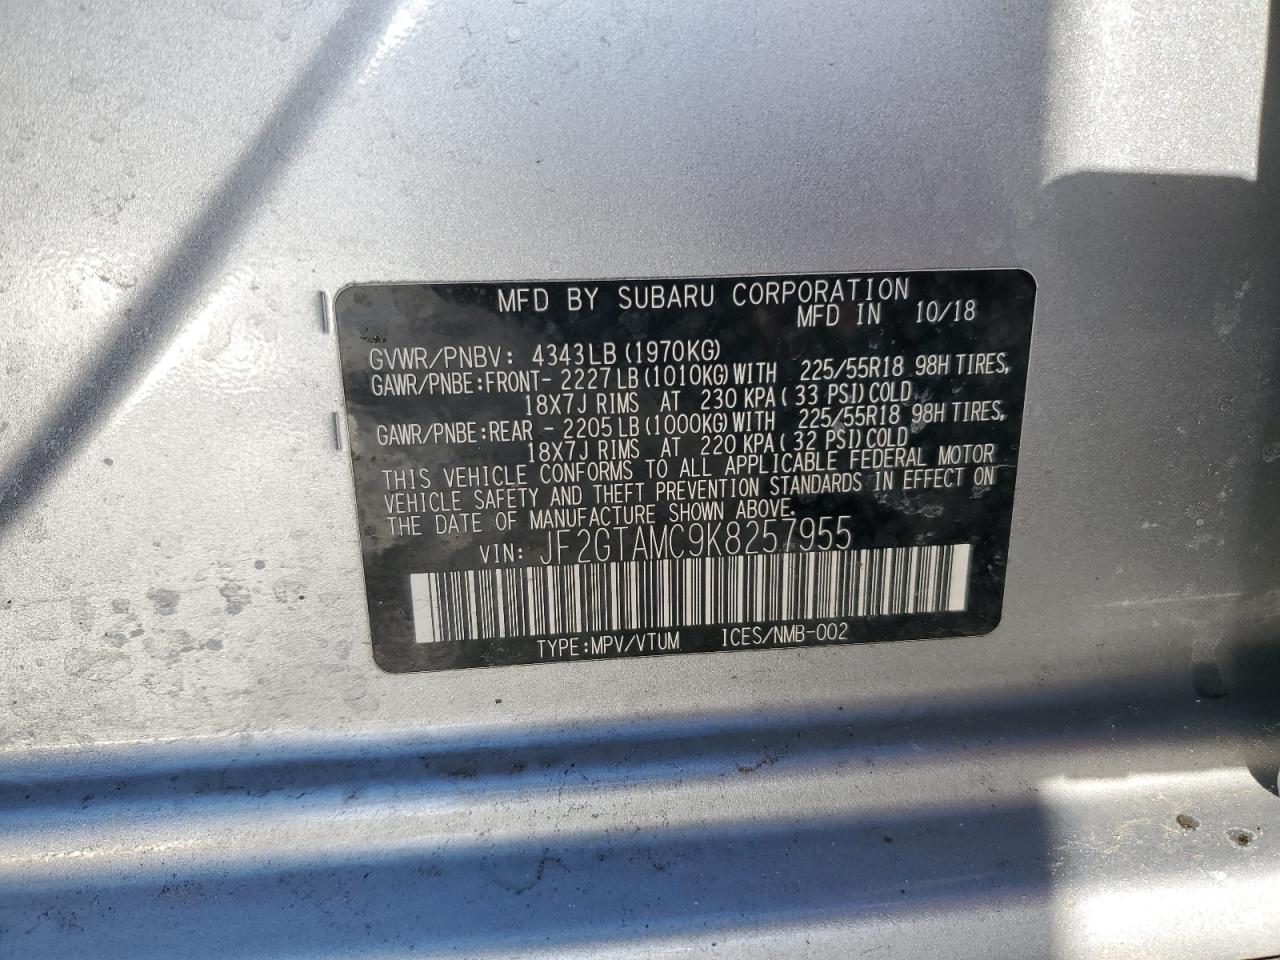 MFD BY SUBARU CORPORATION
MFD IN 10/18
GVWR/PNBV: 4343LB (1970KG)
GAWR/PNBE:FRONT- 2227 LB (1010KG) WITH 225/55R18 98H TIRES,
18X7J RIMS AT 230 KPA ( 33 PSI) COLD
GAWR/PNBE:REAR - 2205 LB (1000KG) WITH 225/55R18 98H TIRES,
18X7J RIMS AT 220 KPA ( 32 PSI) COLD
THIS VEHICLE CONFORMS TO ALL APPLICABLE FEDERAL MOTOR
VEHICLE SAFETY AND THEFT PREVENTION STANDARDS IN EFFECT ON
THE DATE OF MANUFACTURE SHOWN ABOVE.
VIN: JF2GTAMC9K8257955
TYPE:MPV/VTUM ICES/NMB-002